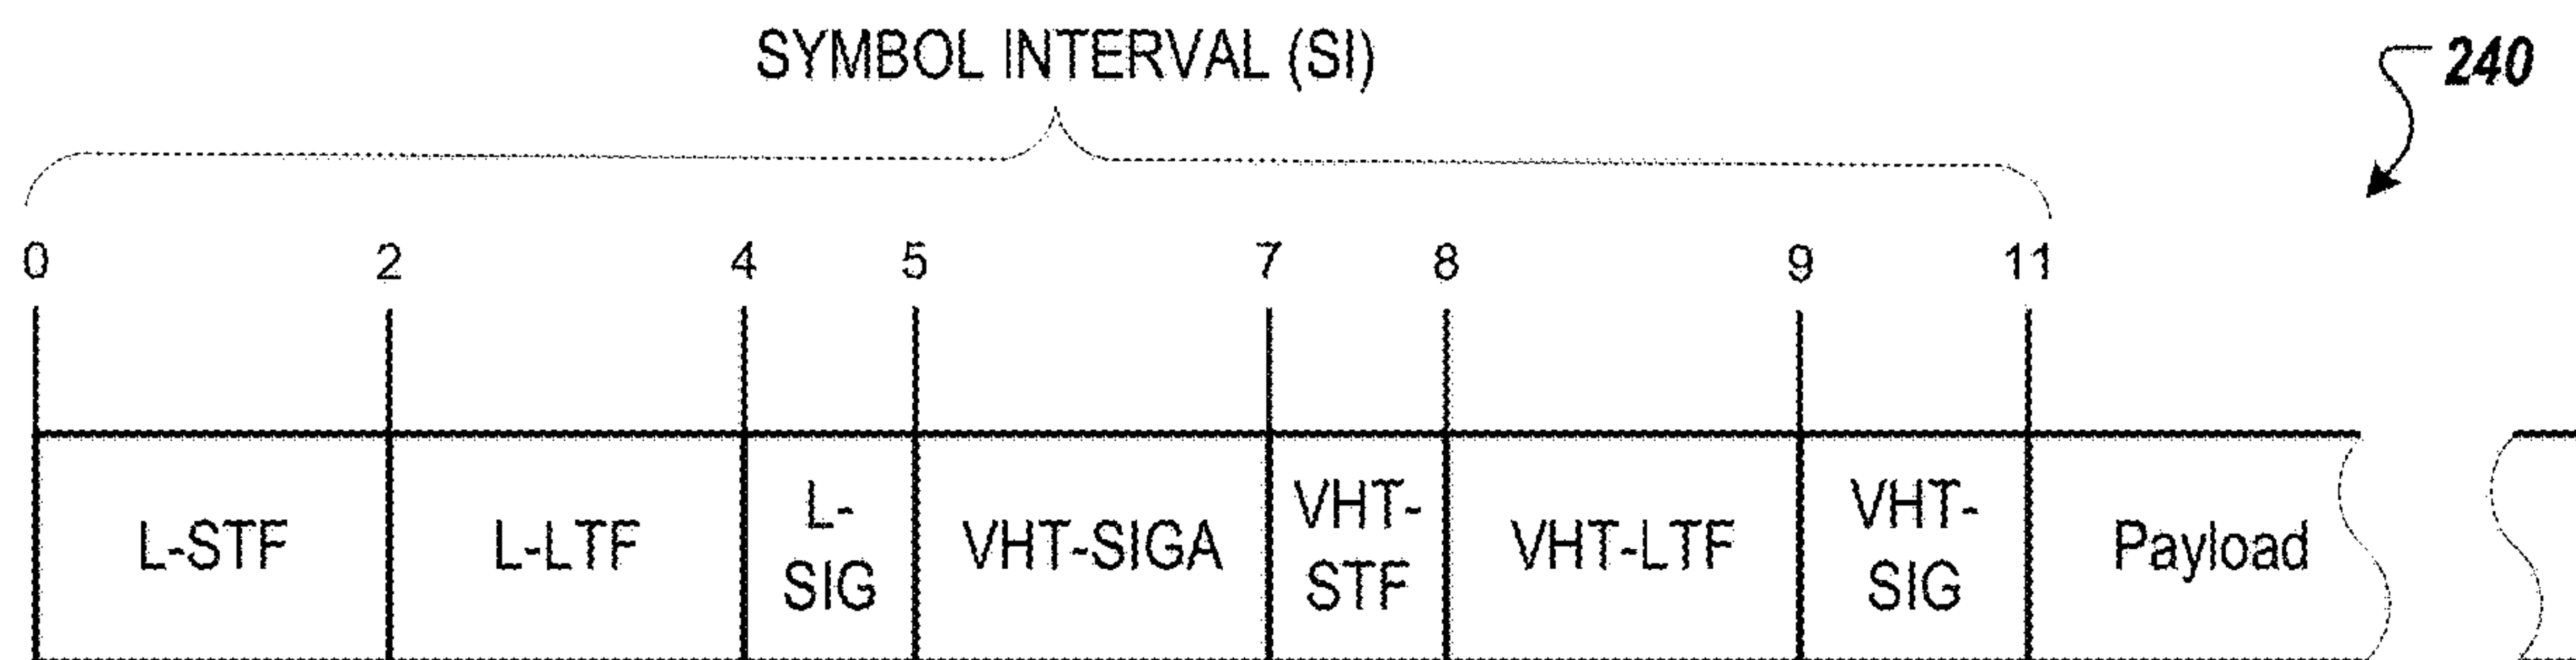 SYMBOL INTERVAL (SI)
240
0 2 4 5 7 8 9 11
L-STF
L-LTF
L-
SIG
VHT-SIGA
VHT-
STF
VHT-LTF
VHT-
SIG
Payload